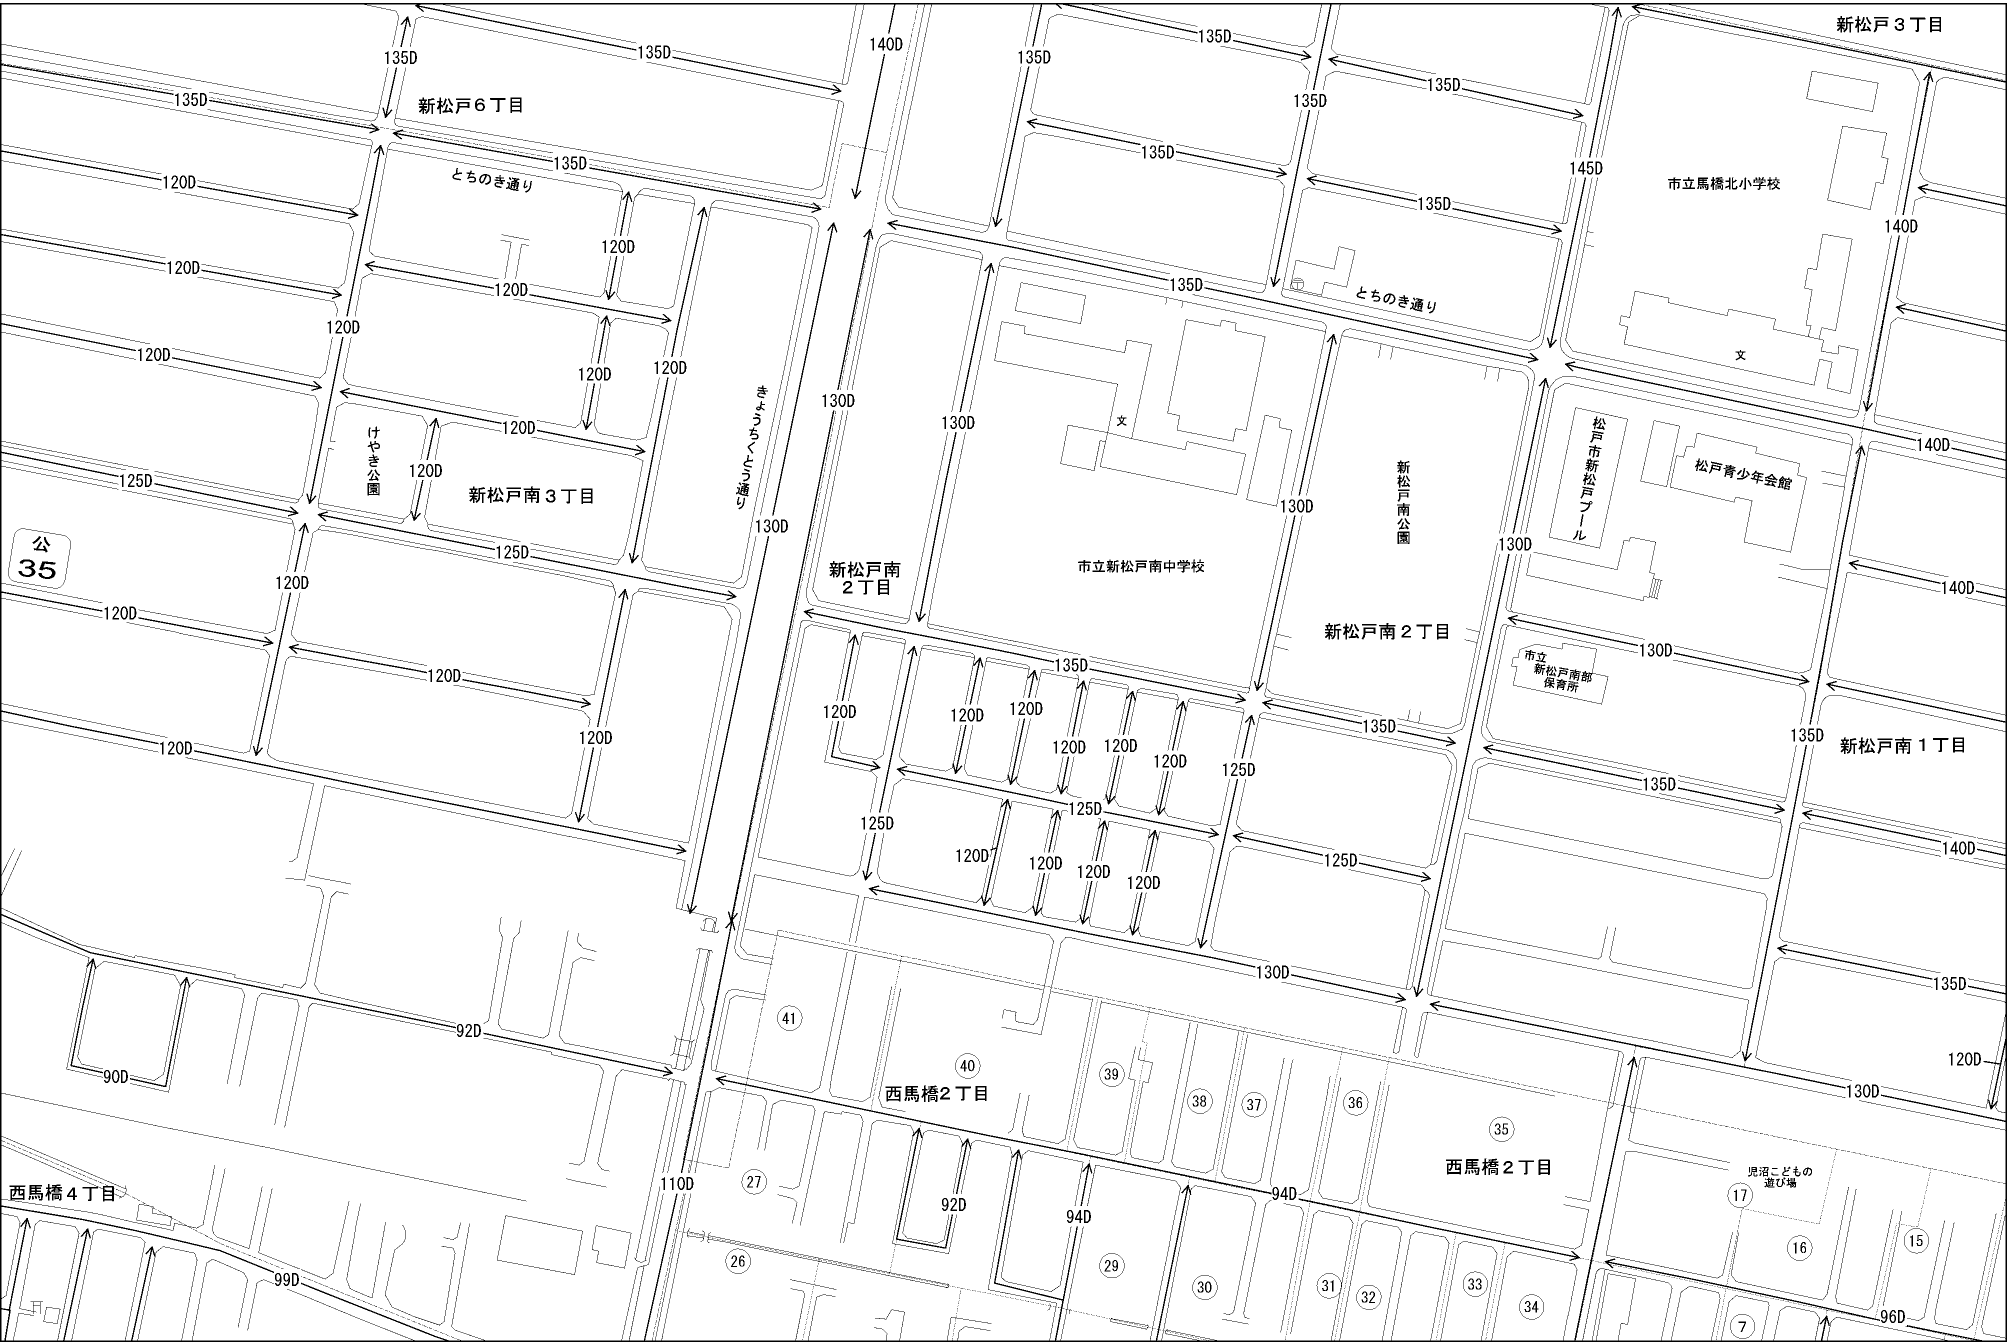 新松戸３丁目
140D
135D
135D
135D
135D
135D
135D
135D
新松戸６丁目
135D
135D
135D
145D
120D
とちのき通り
市立馬橋北小学校
135D
140D
120D
120D
120D
135D
とちのき通り
120D
120D
文
120D
120D
120D
130D
130D
きょうちくとう通り
文
けやき公園
120D
120D
新松戸南３丁目
125D
新松戸南公園
松戸市新松戸プール
松戸青少年会館
140D
130D
130D
130D
公
35
125D
120D
新松戸南
２丁目
市立新松戸南中学校
140D
120D
新松戸南２丁目
市立
新松戸南部
保育所
130D
120D
135D
120D
120D
120D
135D
135D
新松戸南１丁目
120D
120D
120D
120D
120D
125D
135D
125D
125D
120D
120D
120D
120D
125D
140D
130D
135D
92D
41
40
39
38
37
36
35
西馬橋２丁目
西馬橋２丁目
90D
120D
130D
110D
27
92D
94D
94D
児沼こどもの
遊び場
17
西馬橋４丁目
99D
26
29
30
31
32
33
34
16
15
96D
7